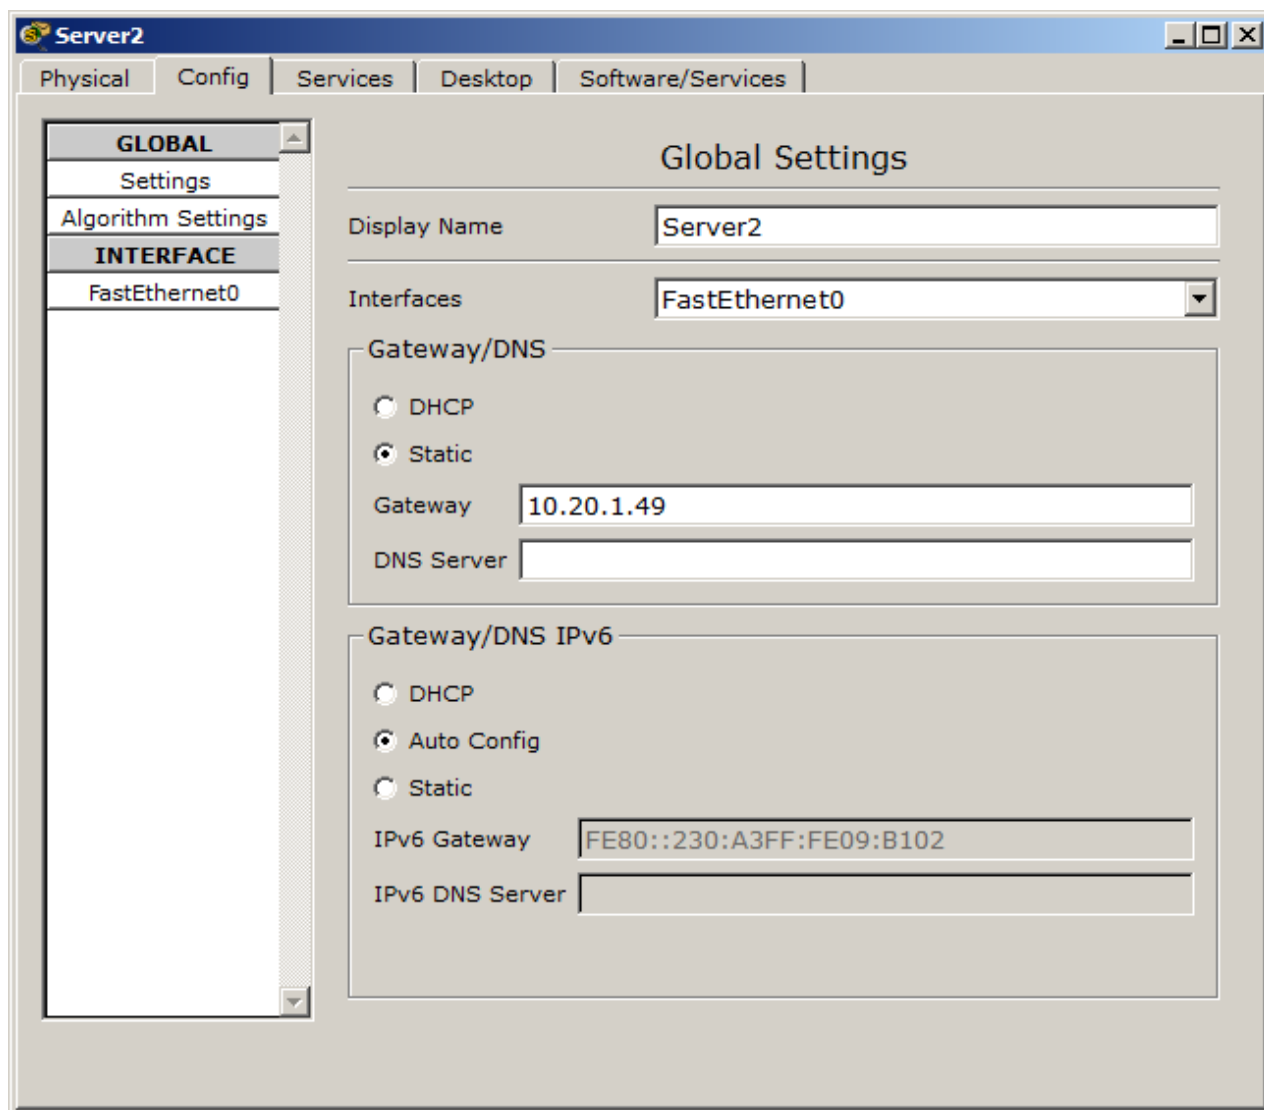 Server2
Physical Config Services Desktop Software/Services
GLOBAL
Settings
Algorithm Settings
INTERFACE
FastEthernet0
Global Settings
Display Name Server2
Interfaces FastEthernet0
Gateway/DNS
DHCP
Static
Gateway 10.20.1.49
DNS Server
Gateway/DNS IPv6
DHCP
Auto Config
Static
IPv6 Gateway FE80::230:A3FF:FE09:B102
IPv6 DNS Server